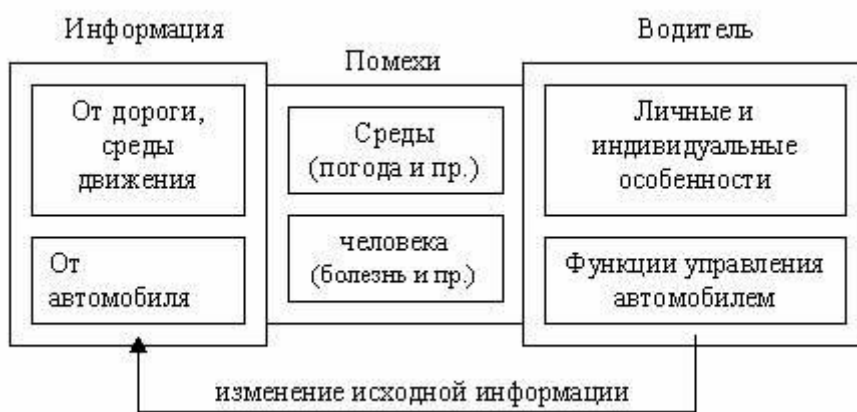 Информация
От дороги,
среды
движения
От
автомобиля
Помехи
Среды
(погода и пр.)
человека
(болезнь и пр.)
Водитель
Личные и
индивидуальные
особенности
Функции управления
автомобилем
изменение исходной информации